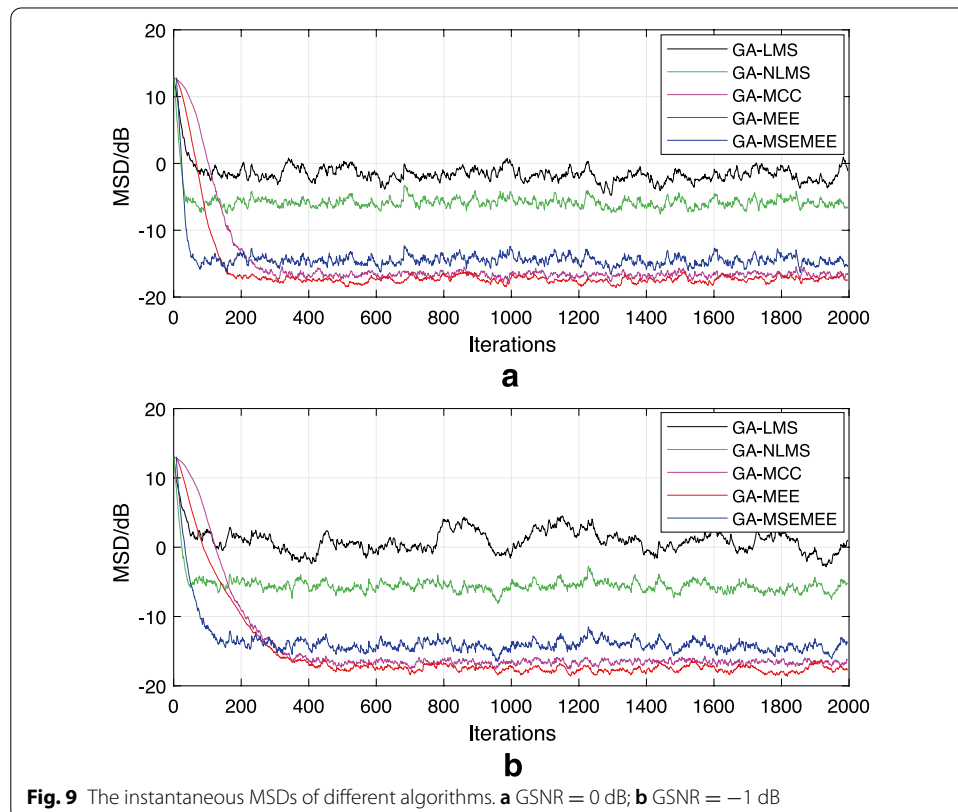 20
10
0
-10
-20
MSD/dB
GA-LMS
GA-NLMS
GA-MCC
GA-MEE
GA-MSEMEE
0 200 400 600 800 1000 1200 1400 1600 1800 2000
Iterations
a
20
10
0
-10
-20
MSD/dB
GA-LMS
GA-NLMS
GA-MCC
GA-MEE
GA-MSEMEE
0 200 400 600 800 1000 1200 1400 1600 1800 2000
Iterations
b
Fig. 9 The instantaneous MSDs of different algorithms. a GSNR = 0 dB; b GSNR = −1 dB